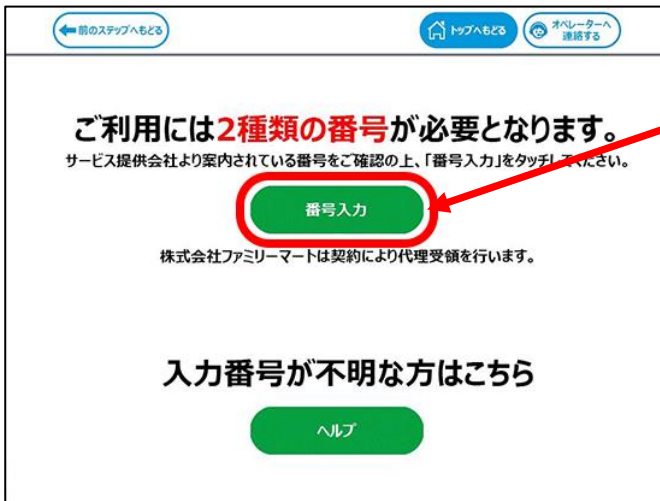 前のステップへもどる
トップへもどる
オペレーターへ
連絡する
ご利用には2種類の番号が必要となります。
サービス提供会社より案内されている番号をご確認の上、「番号入力」をタッチしてください。
番号入力
株式会社ファミリーマートは契約により代理受領を行います。
入力番号が不明な方はこちら
ヘルプ